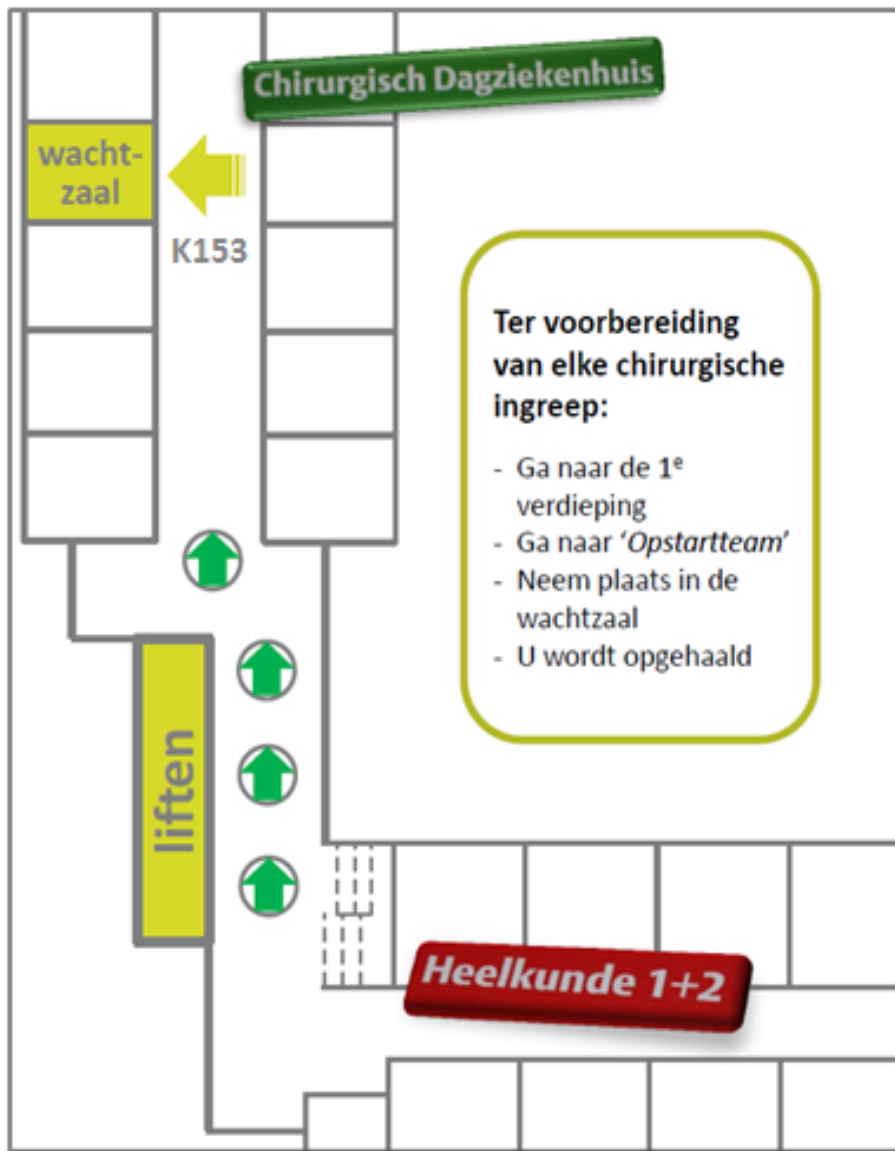 Chirurgisch Dagziekenhuis
wacht-
zaal
K153
Ter voorbereiding
van elke chirurgische
ingreep:
- Ga naar de 1e
verdieping
- Ga naar ‘Opstartteam’
- Neem plaats in de
wachtzaal
- U wordt opgehaald
liften
Heelkunde 1+2